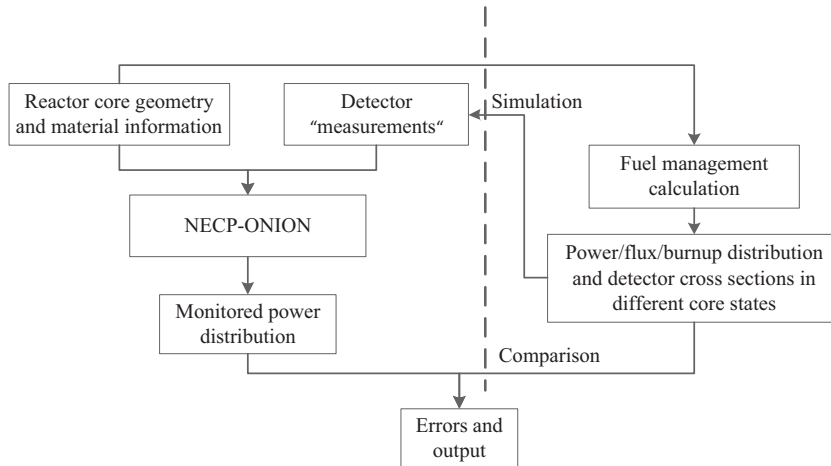 Reactor core geometry
and material information
Detector
“measurements“
Simulation
Fuel management
calculation
NECP-ONION
Power/flux/burnup distribution
and detector cross sections in
different core states
Monitored power
distribution
Comparison
Errors and
output